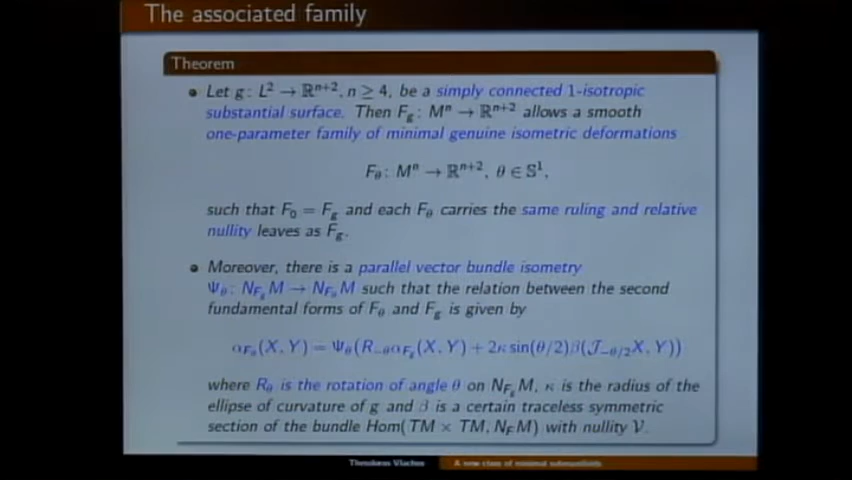 The associated family
Theorem
• Let g: L² → ℝⁿ⁺², n ≥ 4, be a simply connected 1-isotropic
substantial surface. Then F_g: Mⁿ → ℝⁿ⁺² allows a smooth
one-parameter family of minimal genuine isometric deformations
F_θ: Mⁿ → ℝⁿ⁺², θ ∈ 𝕊¹,
such that F₀ = F_g and each F_θ carries the same ruling and relative
nullity leaves as F_g.
• Moreover, there is a parallel vector bundle isometry
Ψ_θ: N_{F_g}M → N_{F_θ}M such that the relation between the second
fundamental forms of F_θ and F_g is given by
α_{F_θ}(X, Y) = Ψ_θ(R_{-θ}α_{F_g}(X, Y) + 2κ sin(θ/2)β(𝒥_{-θ/2}X, Y))
where R_θ is the rotation of angle θ on N_{F_g}M, κ is the radius of the
ellipse of curvature of g and β is a certain traceless symmetric
section of the bundle Hom(TM × TM, N_F M) with nullity 𝒱.
Theodoros Vlachos A new class of minimal submanifolds